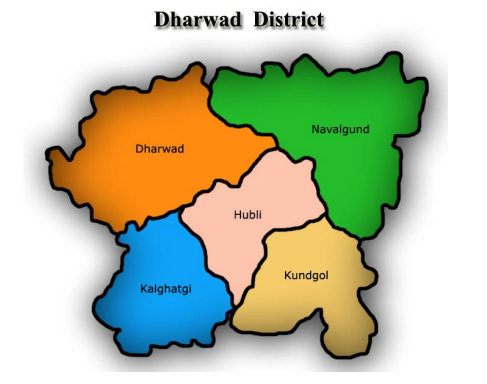 Dharwad District
Navalgund
Dharwad
Hubli
Kundgol
Kalghatgi